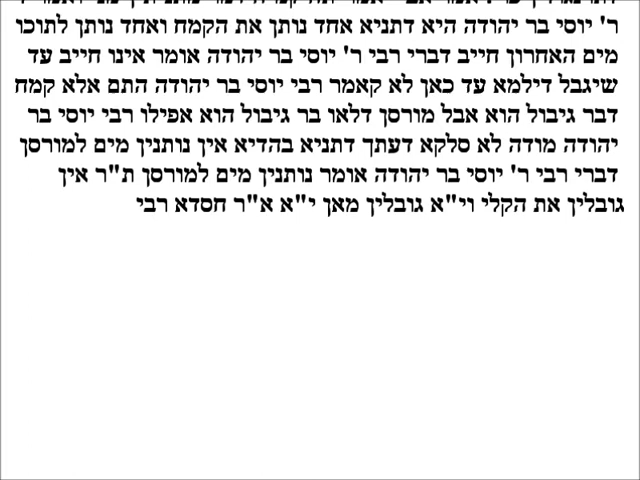 ר' יוסי בר יהודה היא דתניא אחד נותן את הקמח ואחד נותן לתוכו
מים האחרון חייב דברי רבי ר' יוסי בר יהודה אומר אינו חייב עד
שיגבל דילמא עד כאן לא קאמר רבי יוסי בר יהודה התם אלא קמח
דבר גיבול הוא אבל מורסן דלאו בר גיבול הוא אפילו רבי יוסי בר
יהודה מודה לא סלקא דעתך דתניא בהדיא אין נותנין מים למורסן
דברי רבי ר' יוסי בר יהודה אומר נותנין מים למורסן ת"ר אין
גובלין את הקלי וי"א גובלין מאן י"א א"ר חסדא רבי